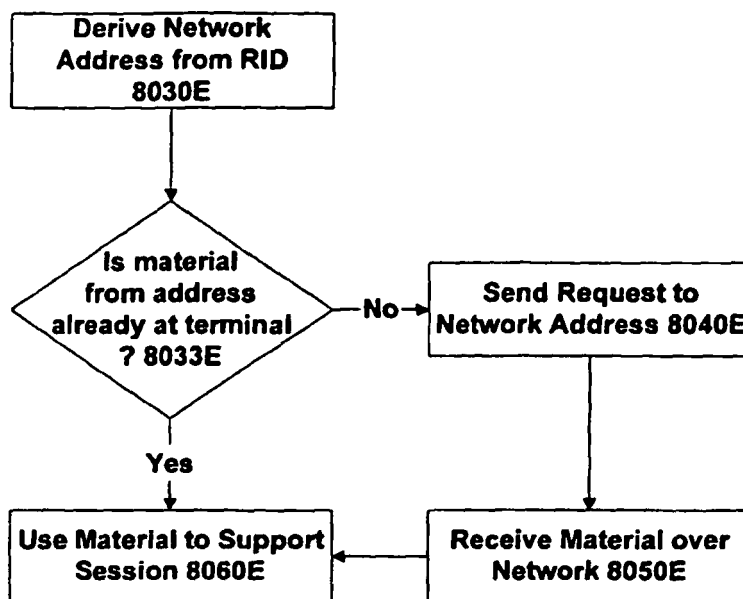 Derive Network
Address from RID
8030E
Is material
from address
already at terminal
? 8033E
No
Send Request to
Network Address 8040E
Yes
Use Material to Support
Session 8060E
Receive Material over
Network 8050E